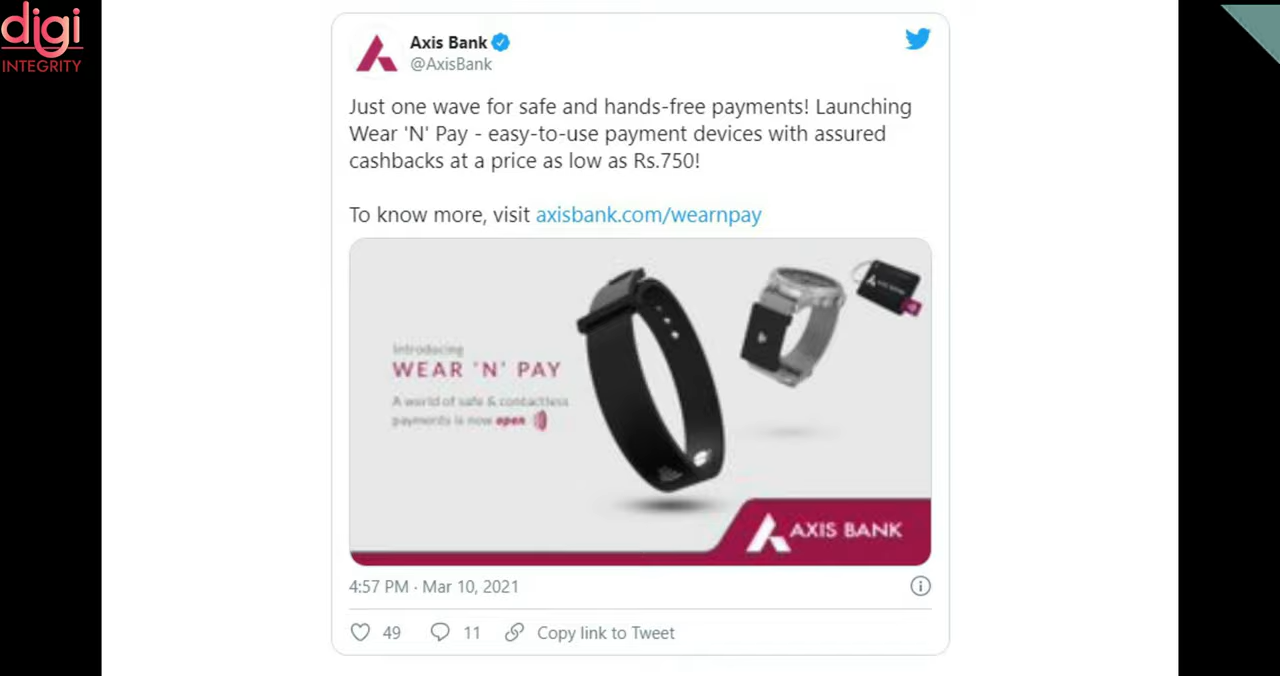 digi
INTEGRITY
Axis Bank
@AxisBank
Just one wave for safe and hands-free payments! Launching
Wear 'N' Pay - easy-to-use payment devices with assured
cashbacks at a price as low as Rs.750!
To know more, visit axisbank.com/wearnpay
AXIS BANK
Introducing
WEAR 'N' PAY
A world of safe & contactless
payments is now open
AXIS BANK
4:57 PM · Mar 10, 2021
49
11
Copy link to Tweet